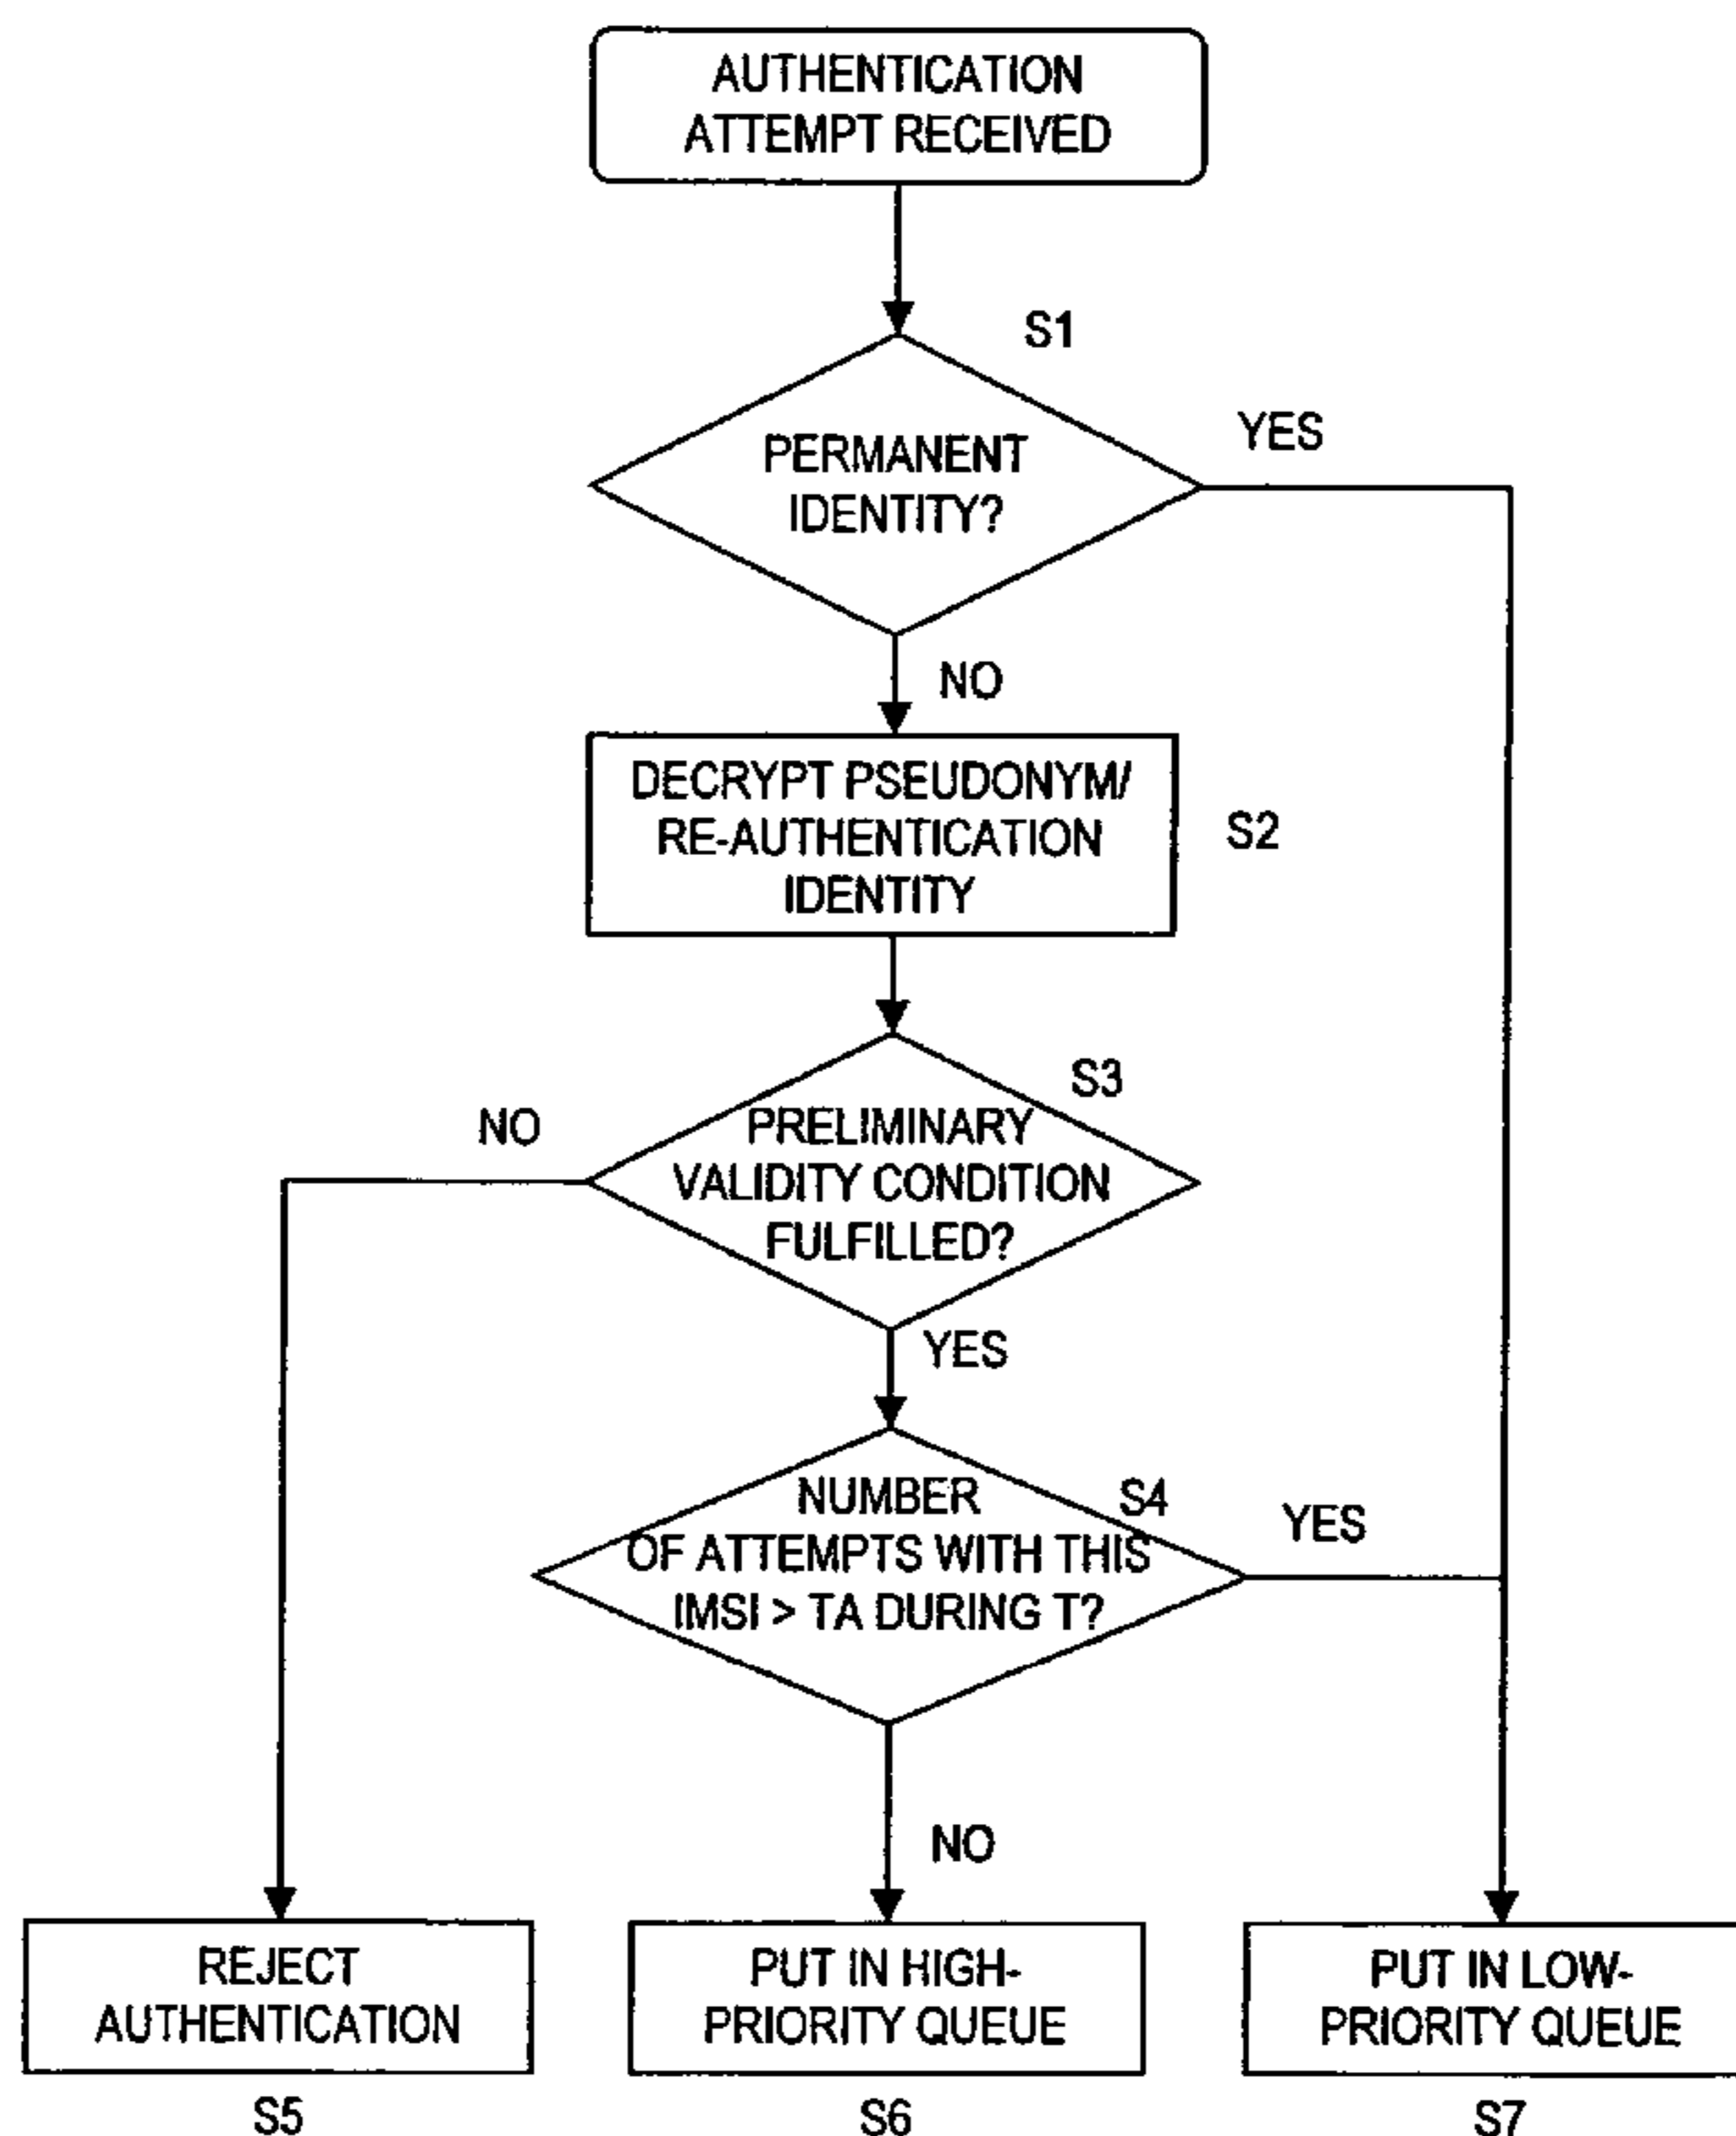 AUTHENTICATION
ATTEMPT RECEIVED
S1
YES
PERMANENT
IDENTITY?
NO
DECRYPT PSEUDONYM/
RE-AUTHENTICATION
IDENTITY
S2
S3
NO
PRELIMINARY
VALIDITY CONDITION
FULFILLED?
YES
NUMBER
OF ATTEMPTS WITH THIS
IMSI > TA DURING T?
S4
YES
NO
REJECT
AUTHENTICATION
PUT IN HIGH-
PRIORITY QUEUE
PUT IN LOW-
PRIORITY QUEUE
S5
S6
S7